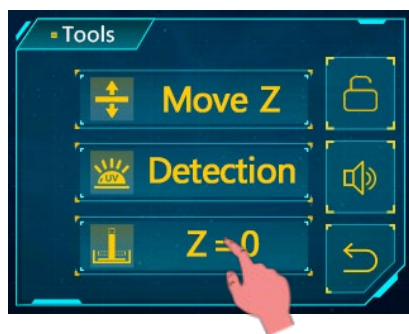 Tools
Move Z
UV
Detection
Z = 0